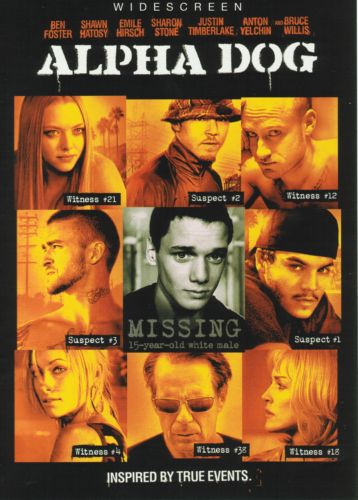 WIDESCREEN
BEN FOSTER SHAWN HATOSY EMILE HIRSCH SHARON STONE JUSTIN TIMBERLAKE ANTON YELCHIN AND BRUCE WILLIS
ALPHA DOG
Witness #21
Suspect #2
Witness #12
Suspect #3
MISSING
15-year-old white male
Suspect #1
Witness #4
Witness #38
Witness #18
INSPIRED BY TRUE EVENTS.